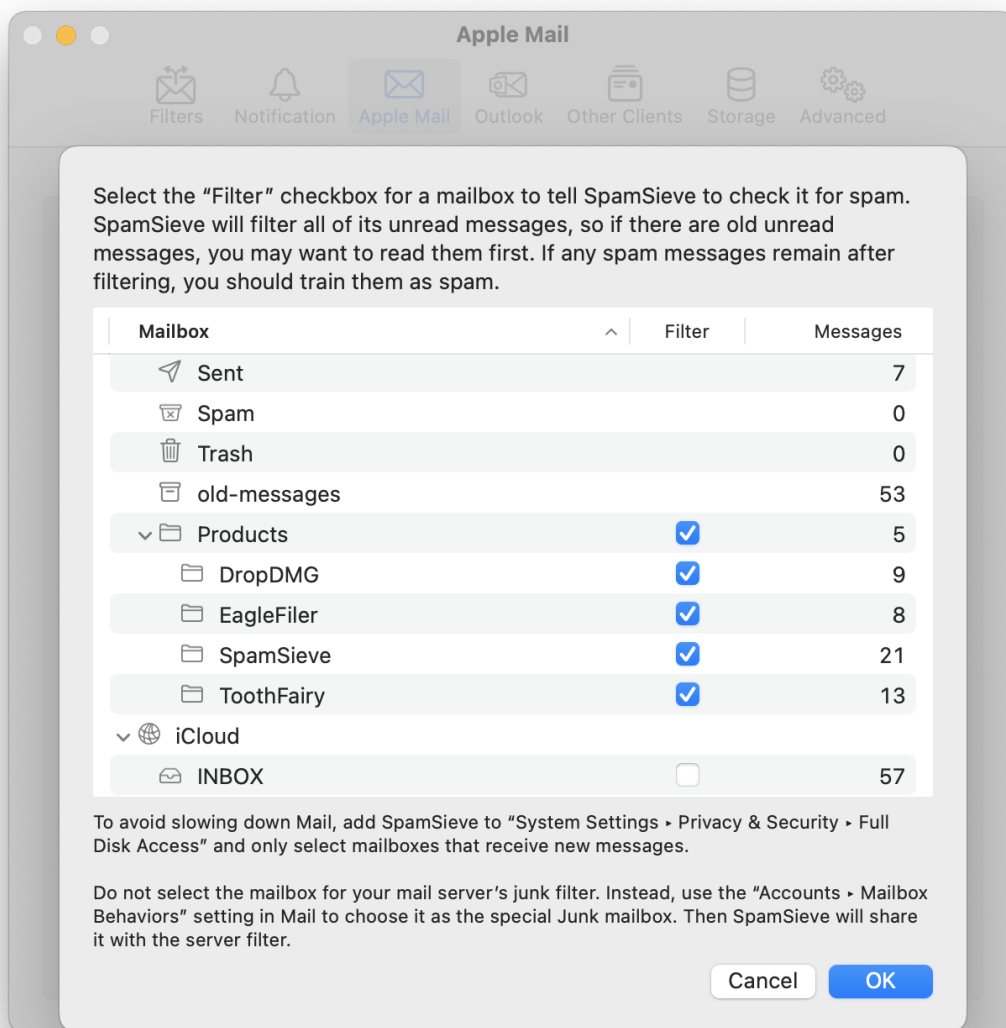 Apple Mail
Filters Notification Apple Mail Outlook Other Clients Storage Advanced
Select the “Filter” checkbox for a mailbox to tell SpamSieve to check it for spam.
SpamSieve will filter all of its unread messages, so if there are old unread
messages, you may want to read them first. If any spam messages remain after
filtering, you should train them as spam.
Mailbox Filter Messages
Sent 7
Spam 0
Trash 0
old-messages 53
Products 5
DropDMG 9
EagleFiler 8
SpamSieve 21
ToothFairy 13
iCloud
INBOX 57
To avoid slowing down Mail, add SpamSieve to “System Settings ▸ Privacy & Security ▸ Full
Disk Access” and only select mailboxes that receive new messages.
Do not select the mailbox for your mail server’s junk filter. Instead, use the “Accounts ▸ Mailbox
Behaviors” setting in Mail to choose it as the special Junk mailbox. Then SpamSieve will share
it with the server filter.
Cancel OK